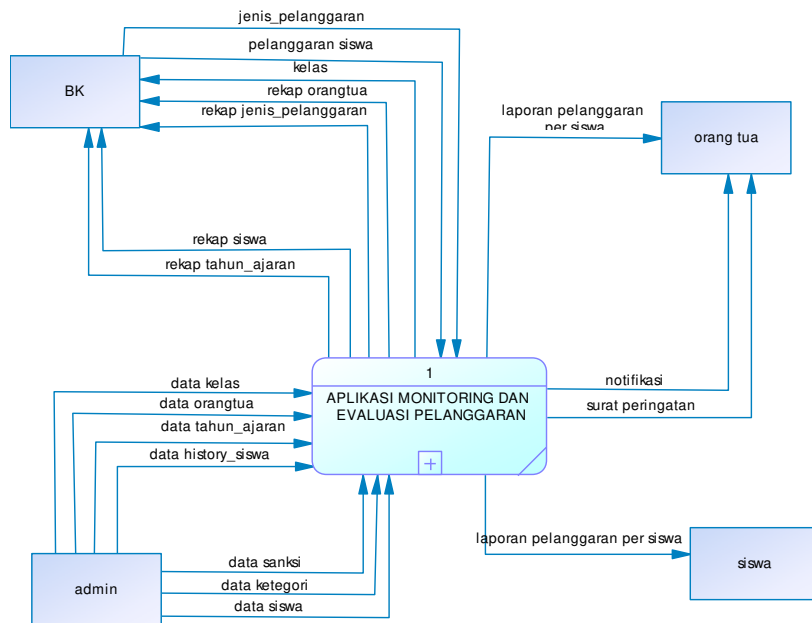 jenis_pelanggaran
pelanggaran siswa
kelas
BK
rekap orangtua
rekap jenis_pelanggaran
laporan pelanggaran
per siswa
orang tua
rekap siswa
rekap tahun_ajaran
1
APLIKASI MONITORING DAN
EVALUASI PELANGGARAN
notifikasi
surat peringatan
data kelas
data orangtua
data tahun_ajaran
data history_siswa
laporan pelanggaran per siswa
siswa
data sanksi
data ketegori
data siswa
admin